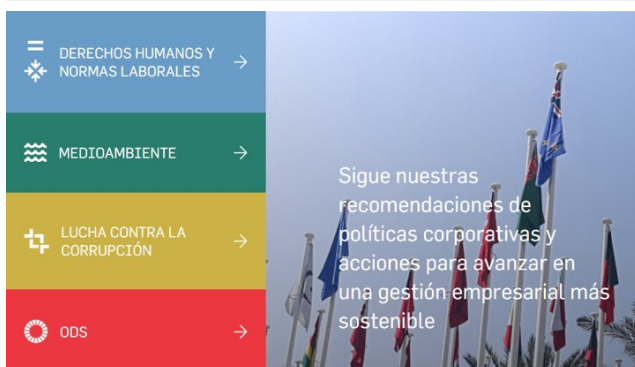 DERECHOS HUMANOS Y
NORMAS LABORALES
MEDIOAMBIENTE
LUCHA CONTRA LA
CORRUPCIÓN
ODS
Sigue nuestras
recomendaciones de
políticas corporativas y
acciones para avanzar en
una gestión empresarial más
sostenible